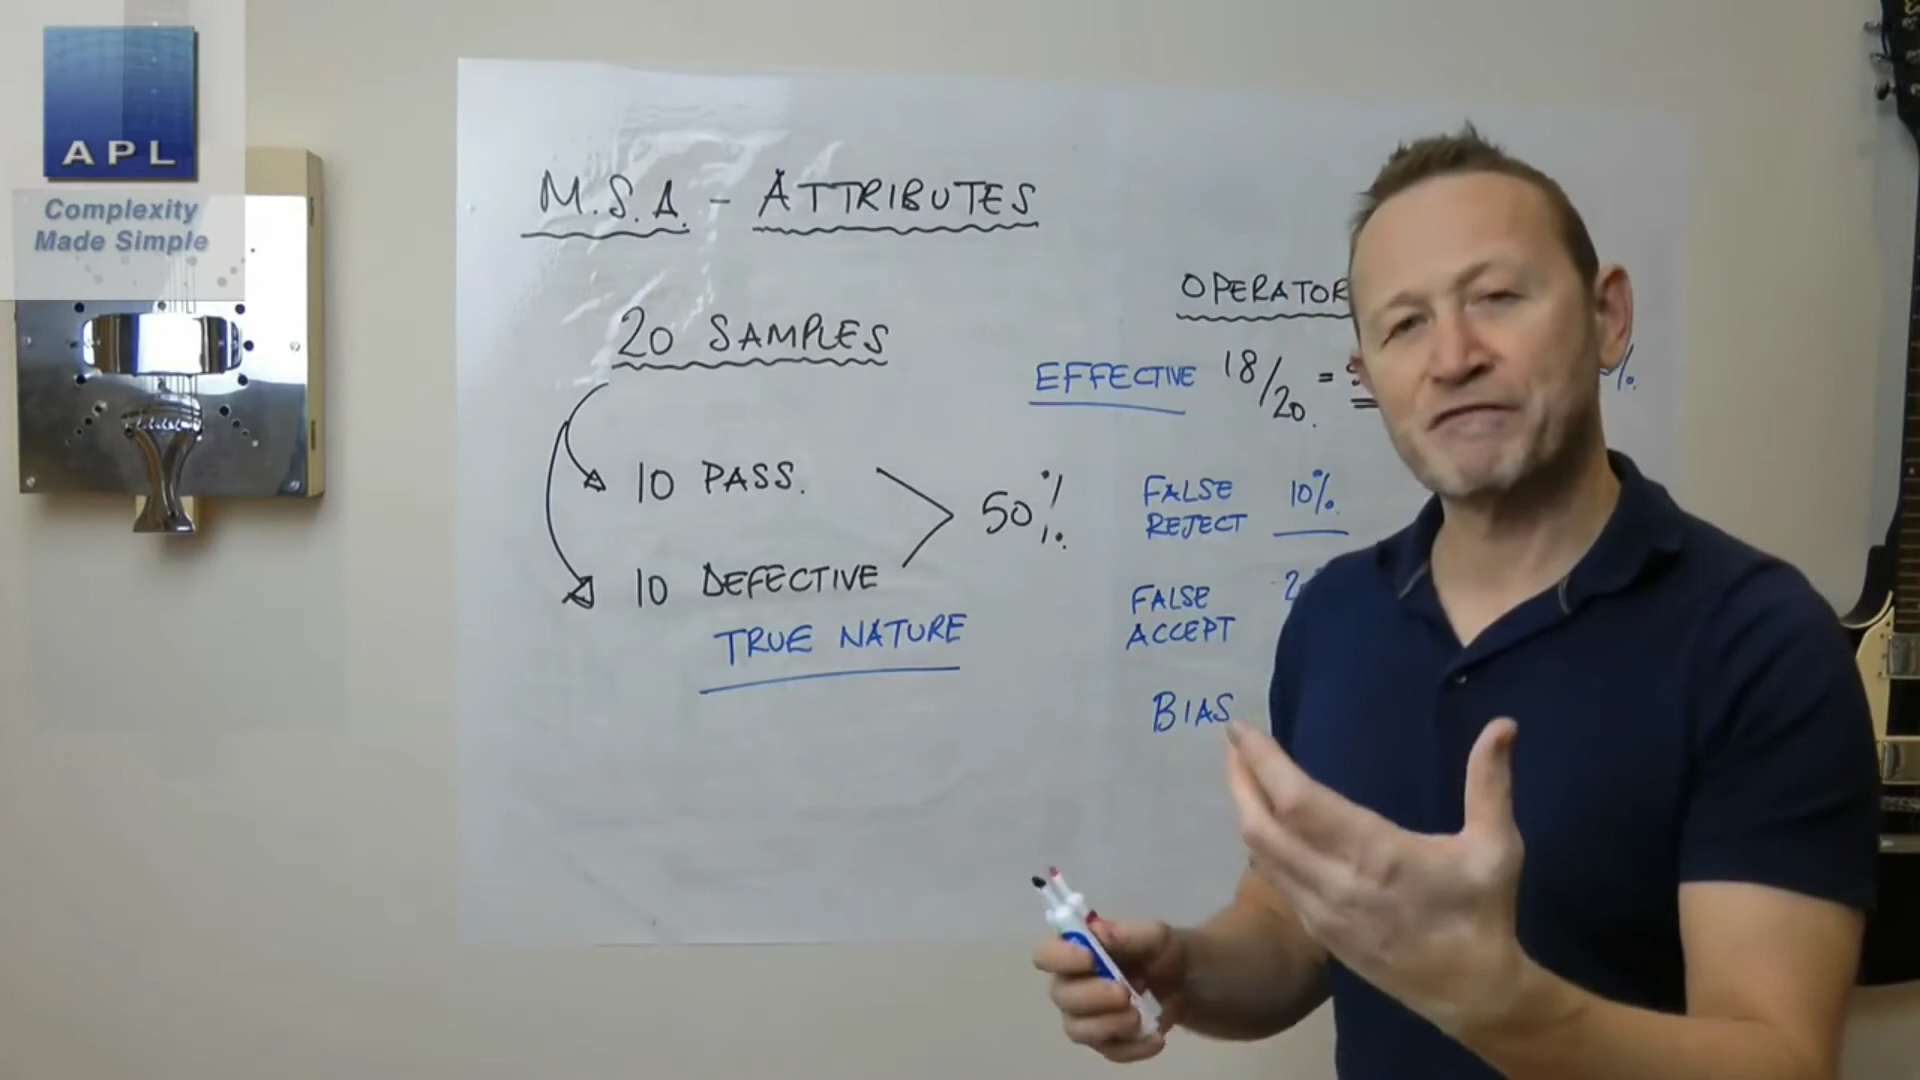 APL
Complexity
Made Simple
M.S.A. - ATTRIBUTES
20 SAMPLES
10 PASS.
10 DEFECTIVE
50%
TRUE NATURE
OPERATOR
EFFECTIVE 18/20. =
%.
FALSE
REJECT
10%.
FALSE
ACCEPT
BIAS